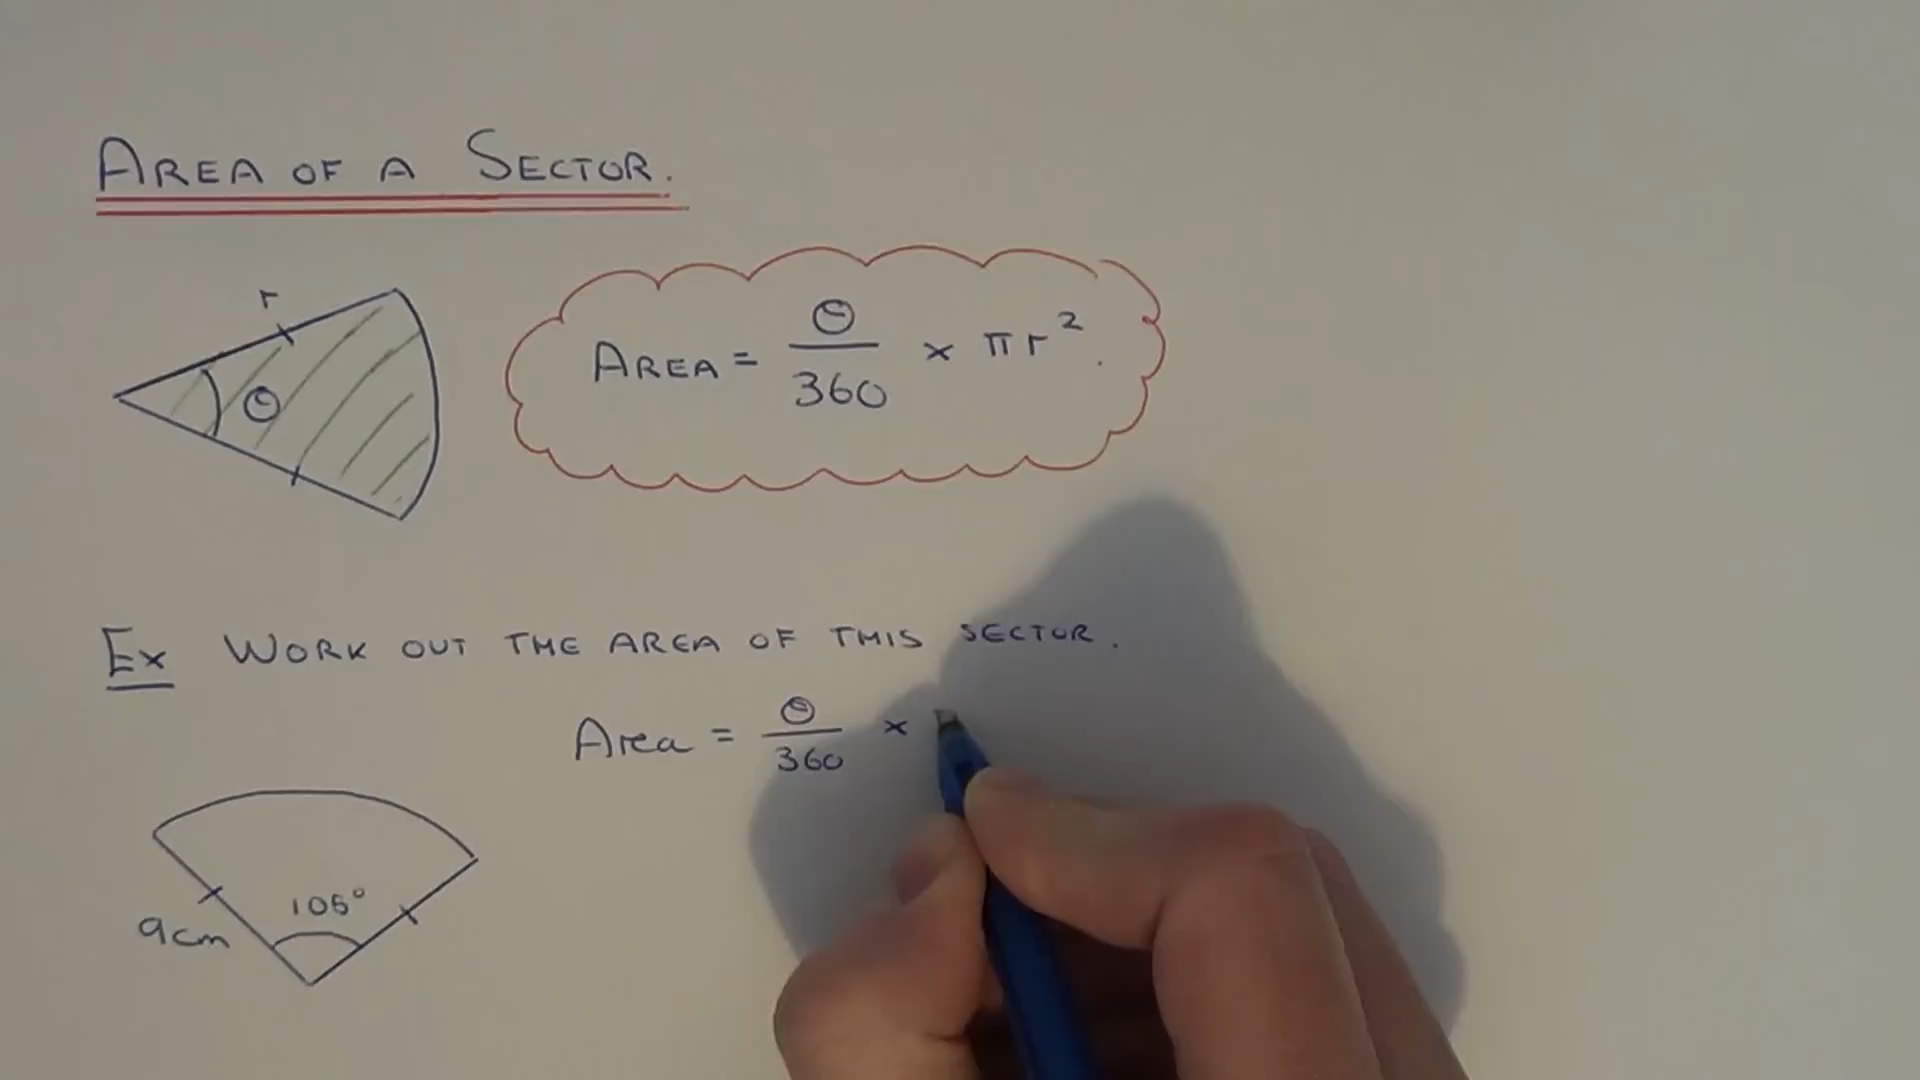 AREA OF A SECTOR.
r
θ
AREA = θ/360 × πr².
Ex WORK OUT THE AREA OF THIS SECTOR.
Area = θ/360 ×
105°
9cm